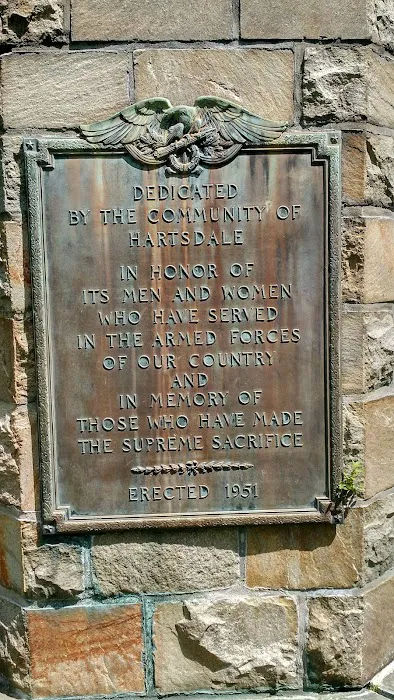 DEDICATED
BY THE COMMUNITY OF
HARTSDALE
IN HONOR OF
ITS MEN AND WOMEN
WHO HAVE SERVED
IN THE ARMED FORCES
OF OUR COUNTRY
AND
IN MEMORY OF
THOSE WHO HAVE MADE
THE SUPREME SACRIFICE
ERECTED 1951